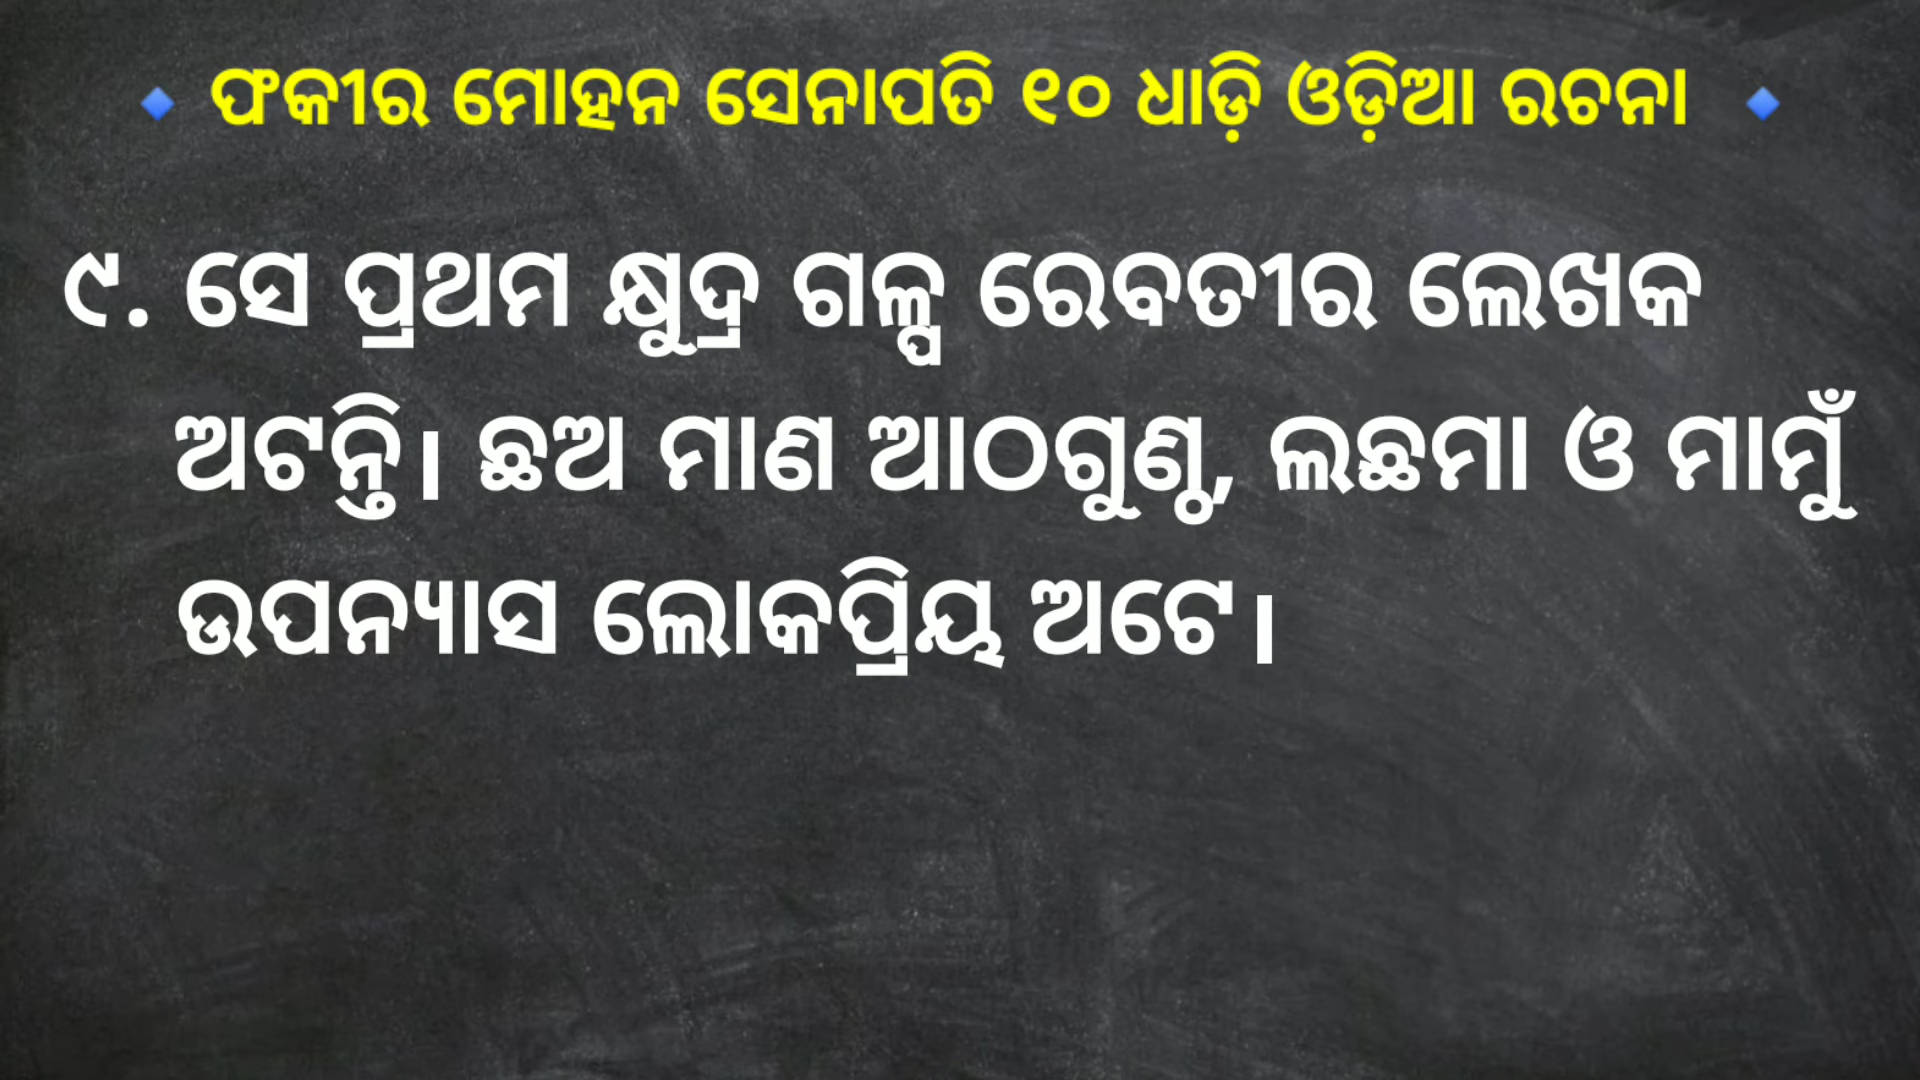 ଫକୀର ମୋହନ ସେନାପତି ୧୦ ଧାଡ଼ି ଓଡ଼ିଆ ରଚନା
୯. ସେ ପ୍ରଥମ କ୍ଷୁଦ୍ର ଗଳ୍ପ ରେବତୀର ଲେଖକ
ଅଟନ୍ତି। ଛଅ ମାଣ ଆଠଗୁଣ୍ଠ, ଲଛମା ଓ ମାମୁଁ
ଉପନ୍ୟାସ ଲୋକପ୍ରିୟ ଅଟେ।